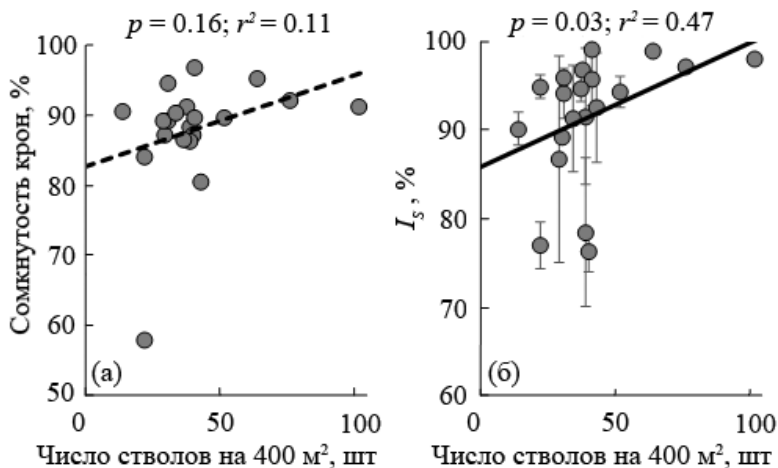 p = 0.16; r² = 0.11
100
90
80
70
60
50
Сомкнутость крон, %
(а)
0
50
100
Число стволов на 400 м², шт
p = 0.03; r² = 0.47
100
90
80
70
60
I_s, %
(б)
0
50
100
Число стволов на 400 м², шт